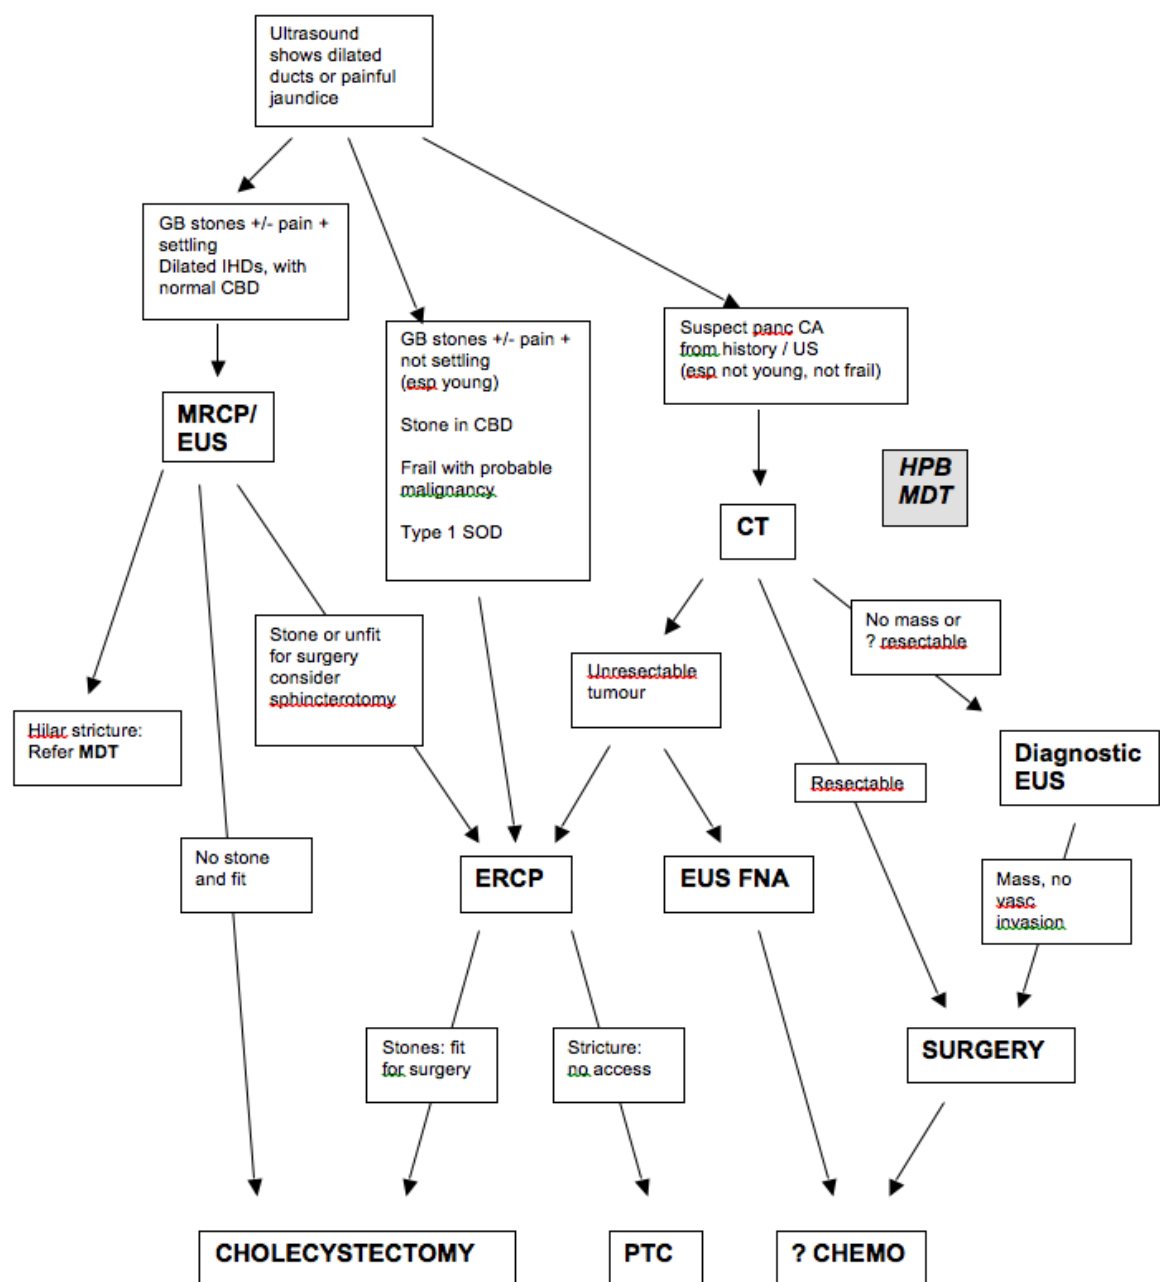 Ultrasound
shows dilated
ducts or painful
jaundice
GB stones +/- pain +
settling
Dilated IHDs, with
normal CBD
GB stones +/- pain +
not settling
(esp young)
Stone in CBD
Frail with probable
malignancy
Type 1 SOD
Suspect panc CA
from history / US
(esp not young, not frail)
MRCP/
EUS
HPB
MDT
CT
Stone or unfit
for surgery
consider
sphincterotomy
No mass or
? resectable
Unresectable
tumour
Hilar stricture:
Refer MDT
Diagnostic
EUS
Resectable
No stone
and fit
ERCP
EUS FNA
Mass, no
vasc
invasion
Stones: fit
for surgery
Stricture:
no access
SURGERY
CHOLECYSTECTOMY
PTC
? CHEMO